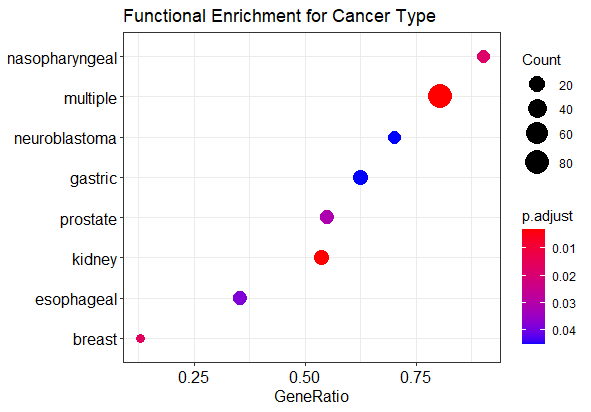 Functional Enrichment for Cancer Type
nasopharyngeal
multiple
neuroblastoma
gastric
prostate
kidney
esophageal
breast
0.25
0.50
0.75
GeneRatio
Count
20
40
60
80
p.adjust
0.01
0.02
0.03
0.04